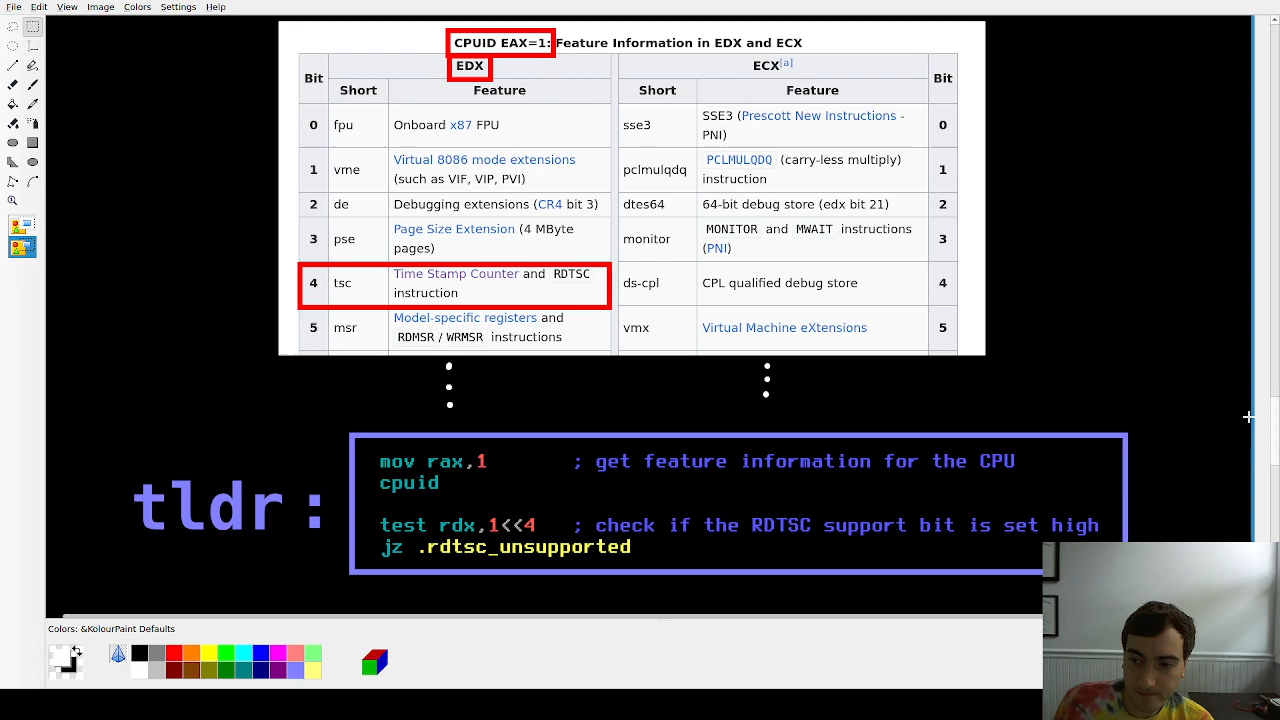 File Edit View Image Colors Settings Help
CPUID EAX=1: Feature Information in EDX and ECX
Bit EDX ECX[a] Bit
Short Feature Short Feature
0 fpu Onboard x87 FPU sse3 SSE3 (Prescott New Instructions - PNI) 0
1 vme Virtual 8086 mode extensions (such as VIF, VIP, PVI) pclmulqdq PCLMULQDQ (carry-less multiply) instruction 1
2 de Debugging extensions (CR4 bit 3) dtes64 64-bit debug store (edx bit 21) 2
3 pse Page Size Extension (4 MByte pages) monitor MONITOR and MWAIT instructions (PNI) 3
4 tsc Time Stamp Counter and RDTSC instruction ds-cpl CPL qualified debug store 4
5 msr Model-specific registers and RDMSR / WRMSR instructions vmx Virtual Machine eXtensions 5
tldr:
mov rax,1 ; get feature information for the CPU
cpuid
test rdx,1<<4 ; check if the RDTSC support bit is set high
jz .rdtsc_unsupported
Colors: &KolourPaint Defaults